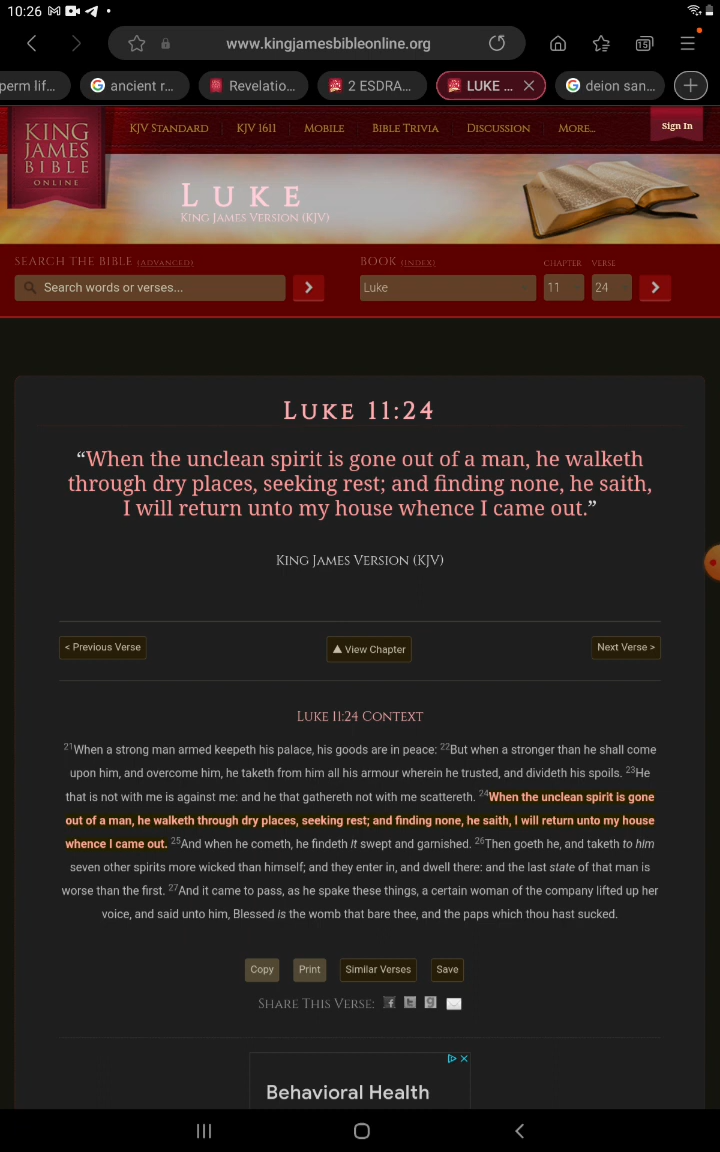 10:26
www.kingjamesbibleonline.org
15
perm lif...
ancient r...
Revelatio...
2 ESDRA...
LUKE ...
deion san...
KING
JAMES
BIBLE
ONLINE
KJV STANDARD
KJV 1611
MOBILE
BIBLE TRIVIA
DISCUSSION
MORE...
Sign In
LUKE
KING JAMES VERSION (KJV)
SEARCH THE BIBLE (ADVANCED)
BOOK (INDEX)
CHAPTER
VERSE
Search words or verses...
Luke
11
24
LUKE 11:24
“When the unclean spirit is gone out of a man, he walketh
through dry places, seeking rest; and finding none, he saith,
I will return unto my house whence I came out.”
KING JAMES VERSION (KJV)
< Previous Verse
▲ View Chapter
Next Verse >
LUKE 11:24 CONTEXT
21When a strong man armed keepeth his palace, his goods are in peace: 22But when a stronger than he shall come
upon him, and overcome him, he taketh from him all his armour wherein he trusted, and divideth his spoils. 23He
that is not with me is against me: and he that gathereth not with me scattereth. 24When the unclean spirit is gone
out of a man, he walketh through dry places, seeking rest; and finding none, he saith, I will return unto my house
whence I came out. 25And when he cometh, he findeth it swept and garnished. 26Then goeth he, and taketh to him
seven other spirits more wicked than himself; and they enter in, and dwell there: and the last state of that man is
worse than the first. 27And it came to pass, as he spake these things, a certain woman of the company lifted up her
voice, and said unto him, Blessed is the womb that bare thee, and the paps which thou hast sucked.
Copy
Print
Similar Verses
Save
SHARE THIS VERSE:
Behavioral Health